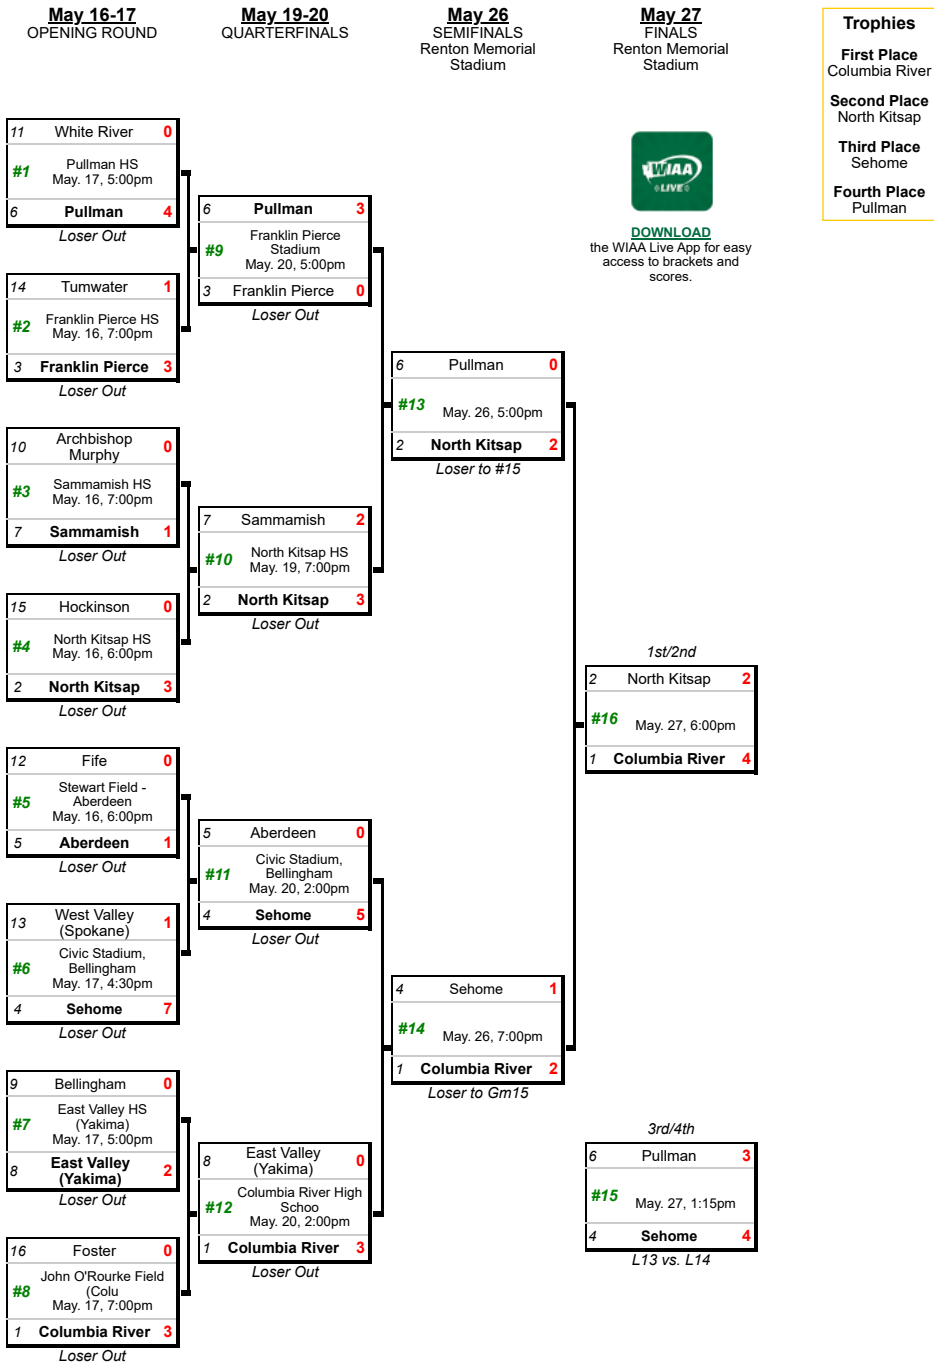 May 16-17
OPENING ROUND
May 19-20
QUARTERFINALS
May 26
SEMIFINALS
Renton Memorial
Stadium
May 27
FINALS
Renton Memorial
Stadium
Trophies
First Place
Columbia River
Second Place
North Kitsap
Third Place
Sehome
Fourth Place
Pullman
WIAA
LIVE
DOWNLOAD
the WIAA Live App for easy
access to brackets and
scores.
11 White River 0
#1
Pullman HS
May. 17, 5:00pm
6 Pullman 4
Loser Out
14 Tumwater 1
#2
Franklin Pierce HS
May. 16, 7:00pm
3 Franklin Pierce 3
Loser Out
10 Archbishop
Murphy 0
#3
Sammamish HS
May. 16, 7:00pm
7 Sammamish 1
Loser Out
15 Hockinson 0
#4
North Kitsap HS
May. 16, 6:00pm
2 North Kitsap 3
Loser Out
12 Fife 0
#5
Stewart Field -
Aberdeen
May. 16, 6:00pm
5 Aberdeen 1
Loser Out
13 West Valley
(Spokane) 1
#6
Civic Stadium,
Bellingham
May. 17, 4:30pm
4 Sehome 7
Loser Out
9 Bellingham 0
#7
East Valley HS
(Yakima)
May. 17, 5:00pm
8 East Valley
(Yakima) 2
Loser Out
16 Foster 0
#8
John O'Rourke Field
(Colu
May. 17, 7:00pm
1 Columbia River 3
Loser Out
6 Pullman 3
#9
Franklin Pierce
Stadium
May. 20, 5:00pm
3 Franklin Pierce 0
Loser Out
7 Sammamish 2
#10
North Kitsap HS
May. 19, 7:00pm
2 North Kitsap 3
Loser Out
5 Aberdeen 0
#11
Civic Stadium,
Bellingham
May. 20, 2:00pm
4 Sehome 5
Loser Out
8 East Valley
(Yakima) 0
#12
Columbia River High
Schoo
May. 20, 2:00pm
1 Columbia River 3
Loser Out
6 Pullman 0
#13
May. 26, 5:00pm
2 North Kitsap 2
Loser to #15
4 Sehome 1
#14
May. 26, 7:00pm
1 Columbia River 2
Loser to Gm15
1st/2nd
2 North Kitsap 2
#16
May. 27, 6:00pm
1 Columbia River 4
3rd/4th
6 Pullman 3
#15
May. 27, 1:15pm
4 Sehome 4
L13 vs. L14